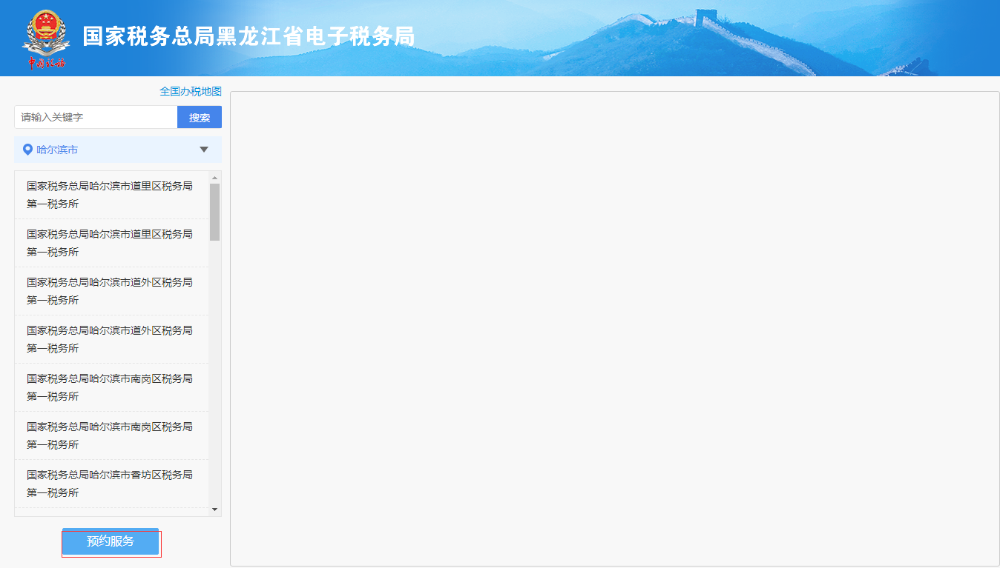 中国税务
国家税务总局黑龙江省电子税务局
全国办税地图
请输入关键字
搜索
哈尔滨市
国家税务总局哈尔滨市道里区税务局
第一税务所
国家税务总局哈尔滨市道里区税务局
第一税务所
国家税务总局哈尔滨市道外区税务局
第一税务所
国家税务总局哈尔滨市道外区税务局
第一税务所
国家税务总局哈尔滨市南岗区税务局
第一税务所
国家税务总局哈尔滨市南岗区税务局
第一税务所
国家税务总局哈尔滨市香坊区税务局
第一税务所
预约服务